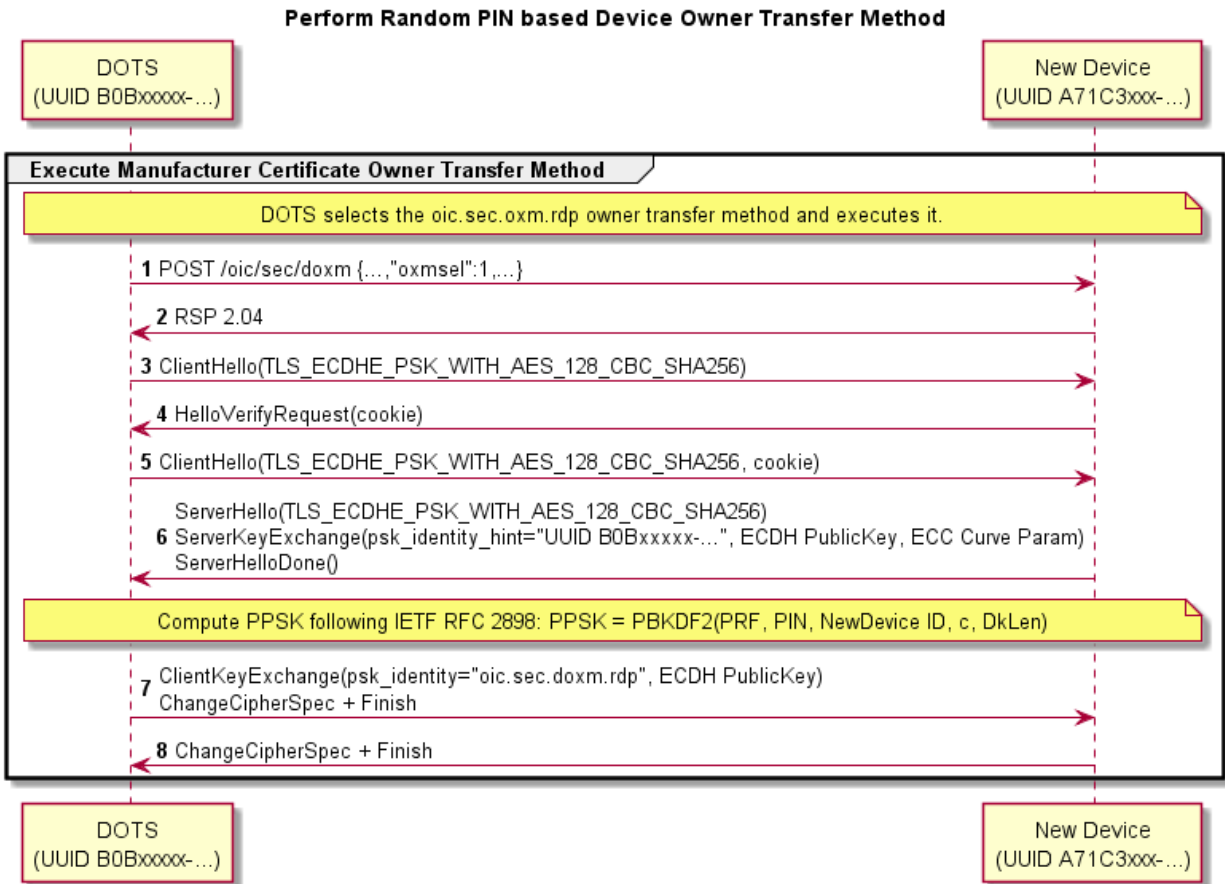 Perform Random PIN based Device Owner Transfer Method
DOTS
(UUID B0Bxxxxx-...)
New Device
(UUID A71C3xxx-...)
Execute Manufacturer Certificate Owner Transfer Method
DOTS selects the oic.sec.oxm.rdp owner transfer method and executes it.
1 POST /oic/sec/doxm {...,"oxmsel":1,...}
2 RSP 2.04
3 ClientHello(TLS_ECDHE_PSK_WITH_AES_128_CBC_SHA256)
4 HelloVerifyRequest(cookie)
5 ClientHello(TLS_ECDHE_PSK_WITH_AES_128_CBC_SHA256, cookie)
ServerHello(TLS_ECDHE_PSK_WITH_AES_128_CBC_SHA256)
6 ServerKeyExchange(psk_identity_hint="UUID B0Bxxxxx-...", ECDH PublicKey, ECC Curve Param)
ServerHelloDone()
Compute PPSK following IETF RFC 2898: PPSK = PBKDF2(PRF, PIN, NewDevice ID, c, DkLen)
7 ClientKeyExchange(psk_identity="oic.sec.doxm.rdp", ECDH PublicKey)
ChangeCipherSpec + Finish
8 ChangeCipherSpec + Finish
DOTS
(UUID B0Bxxxxx-...)
New Device
(UUID A71C3xxx-...)